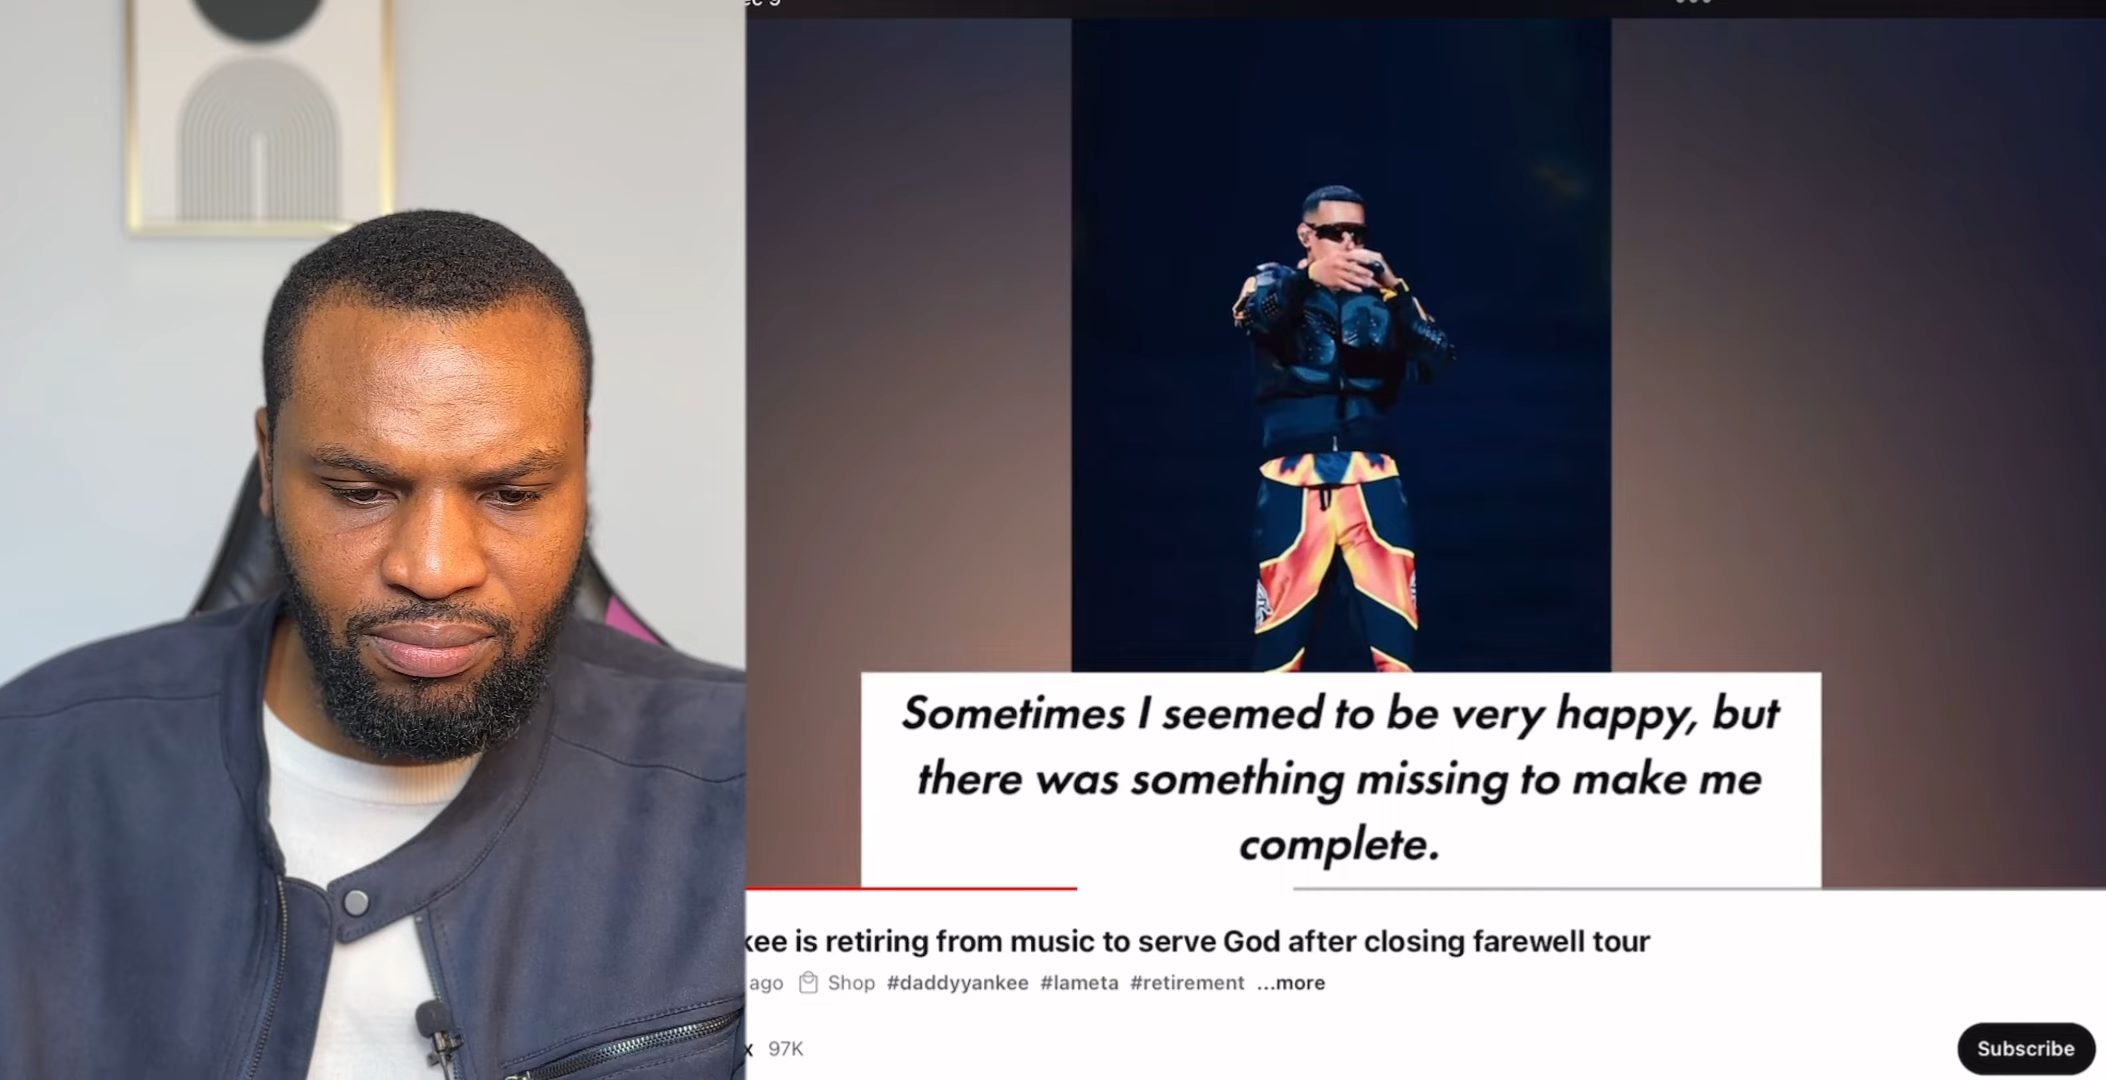 Sometimes I seemed to be very happy, but
there was something missing to make me
complete.
kee is retiring from music to serve God after closing farewell tour
ago Shop #daddyyankee #lameta #retirement ...more
97K
Subscribe